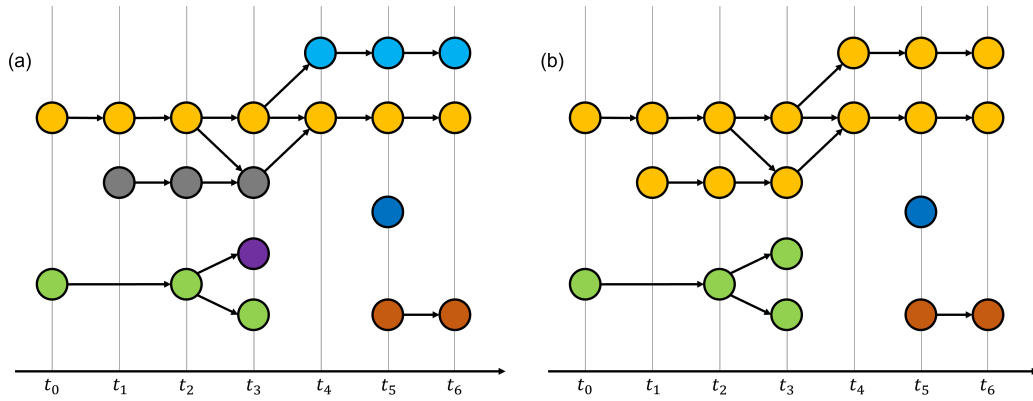 (a)
(b)
t₀ t₁ t₂ t₃ t₄ t₅ t₆
t₀ t₁ t₂ t₃ t₄ t₅ t₆